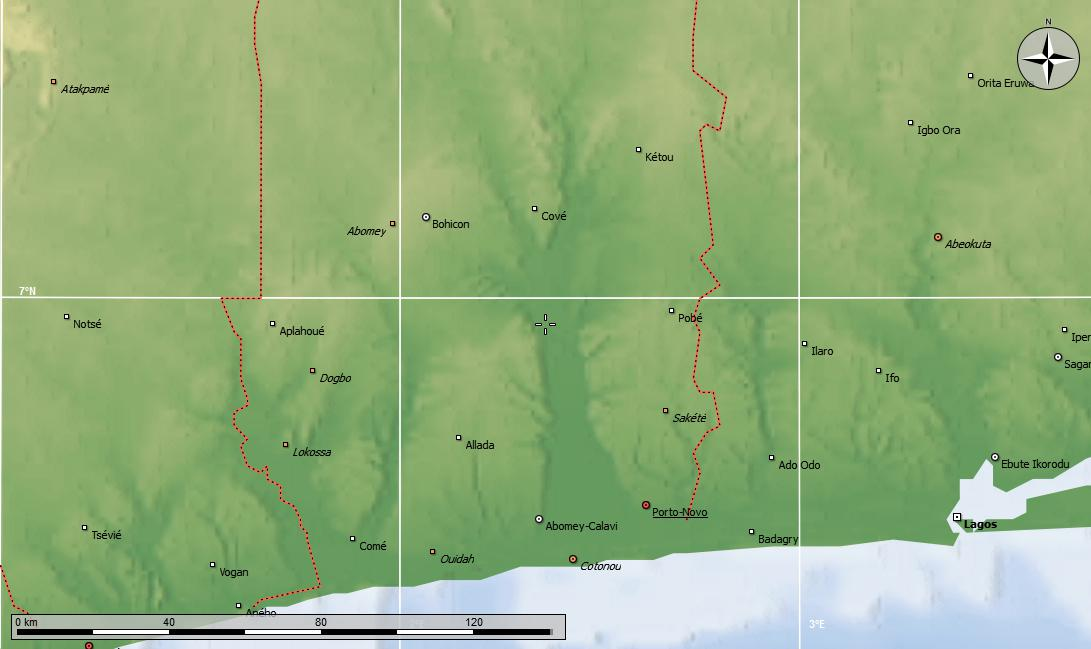 N
Orita Eruwa
Atakpamé
Igbo Ora
Kétou
Cové
Bohicon
Abomey
Abeokuta
7°N
Notsé
Aplahoué
Pobé
Ilaro
Dogbo
Ifo
Sakété
Allada
Lokossa
Ado Odo
Ebute Ikorodu
Porto-Novo
Lagos
Abomey-Calavi
Tsévié
Badagry
Comé
Ouidah
Cotonou
Vogan
Aného
0 km 40 80 120
3°E